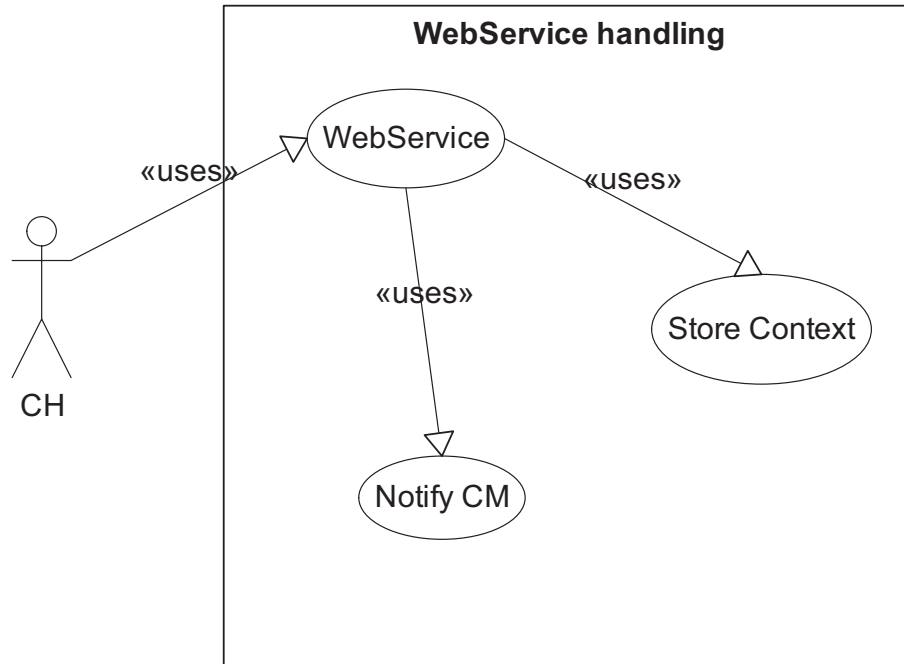 WebService handling
WebService
«uses»
«uses»
«uses»
Store Context
CH
Notify CM